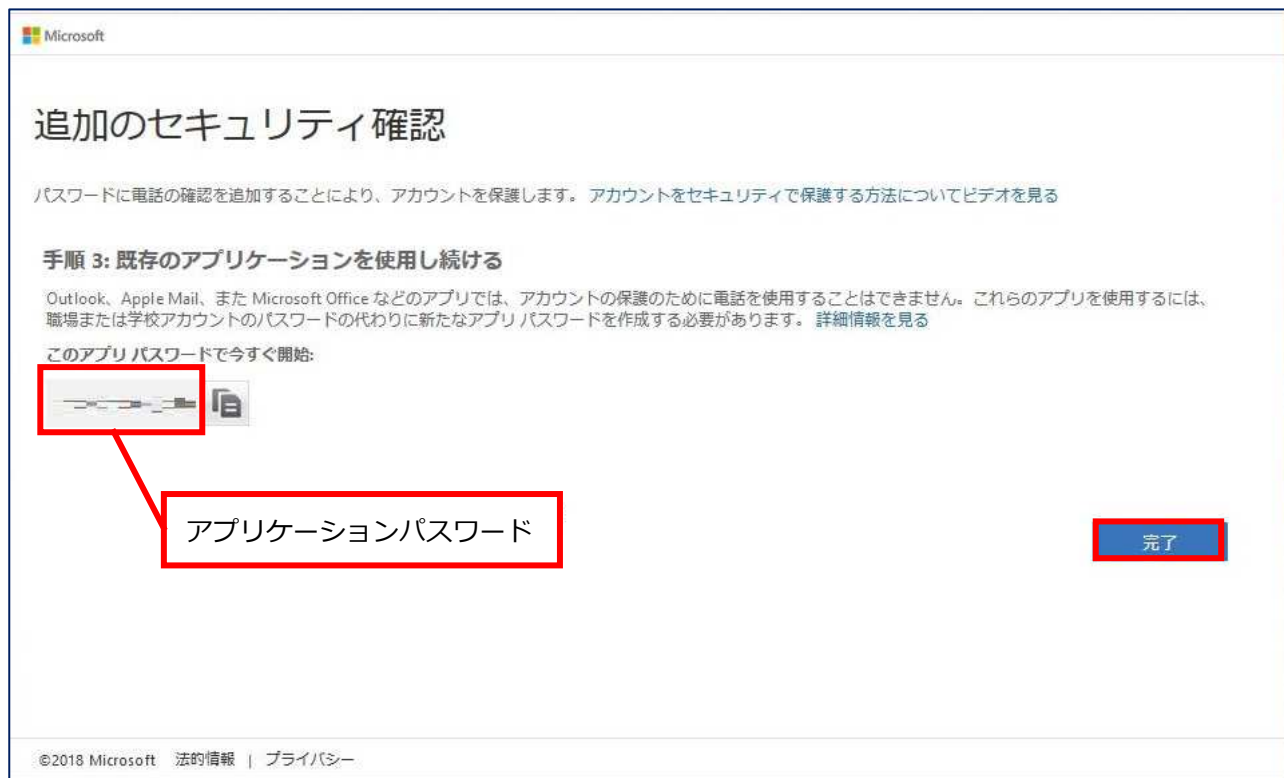 Microsoft
追加のセキュリティ確認
パスワードに電話の確認を追加することにより、アカウントを保護します。 アカウントをセキュリティで保護する方法についてビデオを見る
手順 3: 既存のアプリケーションを使用し続ける
Outlook、Apple Mail、また Microsoft Office などのアプリでは、アカウントの保護のために電話を使用することはできません。これらのアプリを使用するには、
職場または学校アカウントのパスワードの代わりに新たなアプリ パスワードを作成する必要があります。 詳細情報を見る
このアプリ パスワードで今すぐ開始:
アプリケーションパスワード
完了
©2018 Microsoft 法的情報 | プライバシー